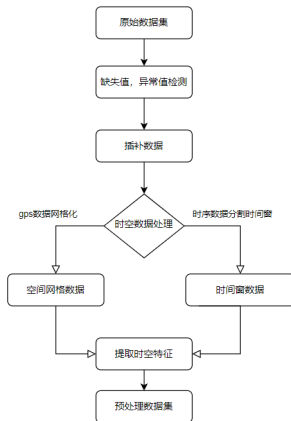 原始数据集
缺失值，异常值检测
插补数据
gps数据网格化
时空数据处理
时序数据分割时间窗
空间网格数据
时间窗数据
提取时空特征
预处理数据集